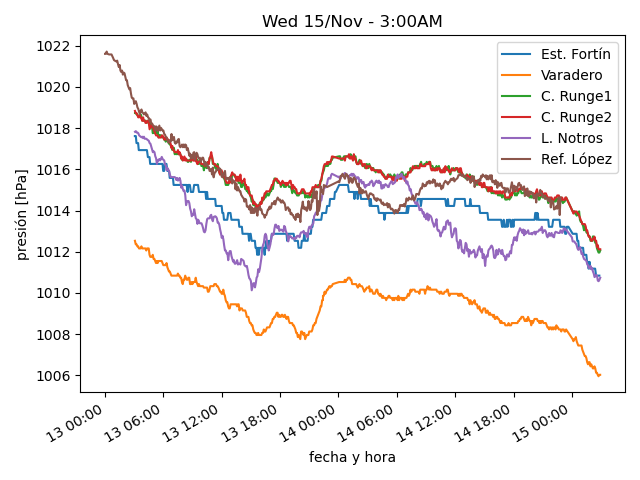 Wed 15/Nov - 3:00AM
presión [hPa]
1022
1020
1018
1016
1014
1012
1010
1008
1006
Est. Fortín
Varadero
C. Runge1
C. Runge2
L. Notros
Ref. López
13 00:00
13 06:00
13 12:00
13 18:00
14 00:00
14 06:00
14 12:00
14 18:00
15 00:00
fecha y hora